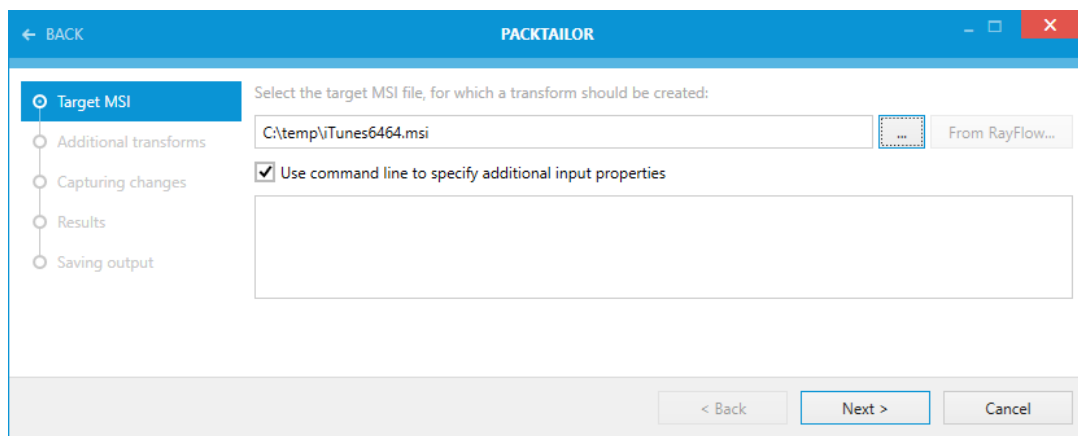 ← BACK
PACKTAILOR
Target MSI
Additional transforms
Capturing changes
Results
Saving output
Select the target MSI file, for which a transform should be created:
C:\temp\iTunes6464.msi
...
From RayFlow...
Use command line to specify additional input properties
< Back
Next >
Cancel